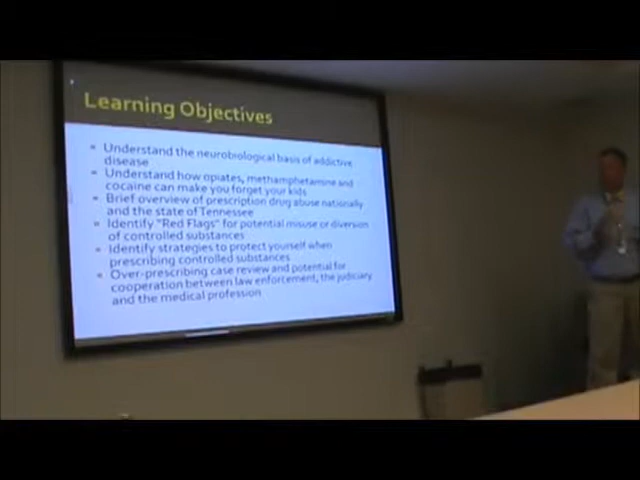 Learning Objectives
Understand the neurobiological basis of addictive
disease
Understand how opiates, methamphetamine and
cocaine can make you forget your kids
Brief overview of prescription drug abuse nationally
and the state of Tennessee
Identify "Red Flags" for potential misuse or diversion
of controlled substances
Identify strategies to protect yourself when
prescribing controlled substances
Over-prescribing case review and potential for
cooperation between law enforcement, the judiciary
and the medical profession